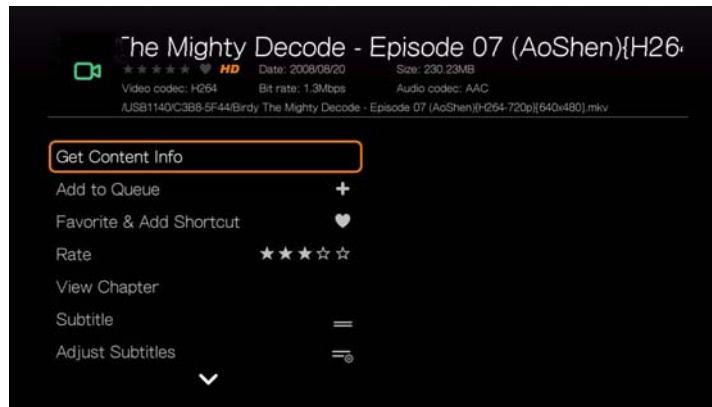 The Mighty Decode - Episode 07 (AoShen){H26
HD Date: 2008/08/20 Size: 230.23MB
Video codec: H264 Bit rate: 1.3Mbps Audio codec: AAC
/USB1140/C3B8-5F44/Birdy The Mighty Decode - Episode 07 (AoShen){H264-720p}[640x480].mkv
Get Content Info
Add to Queue
Favorite & Add Shortcut
Rate
View Chapter
Subtitle
Adjust Subtitles